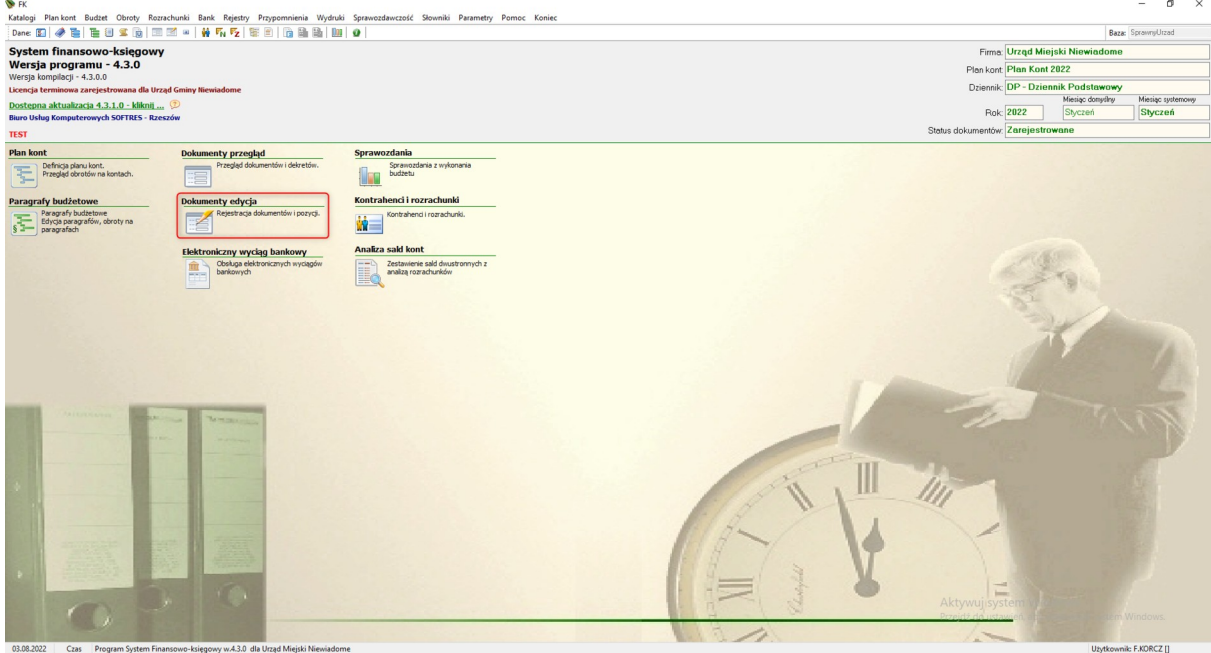 FK
Katalogi Plan kont Budżet Obroty Rozrachunki Bank Rejestry Przypomnienia Wydruki Sprawozdawczość Słowniki Parametry Pomoc Koniec
Dane:
Baza: SprawnyUrzad
System finansowo-księgowy
Wersja programu - 4.3.0
Wersja kompilacji - 4.3.0.0
Licencja terminowa zarejestrowana dla Urząd Gminy Niewiadome
Dostępna aktualizacja 4.3.1.0 - kliknij ...
Biuro Usług Komputerowych SOFTRES - Rzeszów
TEST
Firma: Urząd Miejski Niewiadome
Plan kont: Plan Kont 2022
Dziennik: DP - Dziennik Podstawowy
Miesiąc domyślny Miesiąc systemowy
Rok: 2022 Styczeń Styczeń
Status dokumentów: Zarejestrowane
Plan kont
Definicja planu kont.
Przegląd obrotów na kontach.
Dokumenty przegląd
Przegląd dokumentów i dekretów.
Sprawozdania
Sprawozdania z wykonania
budżetu
Paragrafy budżetowe
Paragrafy budżetowe
Edycja paragrafów, obroty na
paragrafach
Dokumenty edycja
Rejestracja dokumentów i pozycji.
Kontrahenci i rozrachunki
Kontrahenci i rozrachunki.
Elektroniczny wyciąg bankowy
Obsługa elektronicznych wyciągów
bankowych
Analiza sald kont
Zestawienie sald dwustronnych z
analizą rozrachunków
Aktywuj system
Windows.
03.08.2022 Czas Program System Finansowo-księgowy w.4.3.0 dla Urząd Miejski Niewiadome
Użytkownik: F.KORCZ []